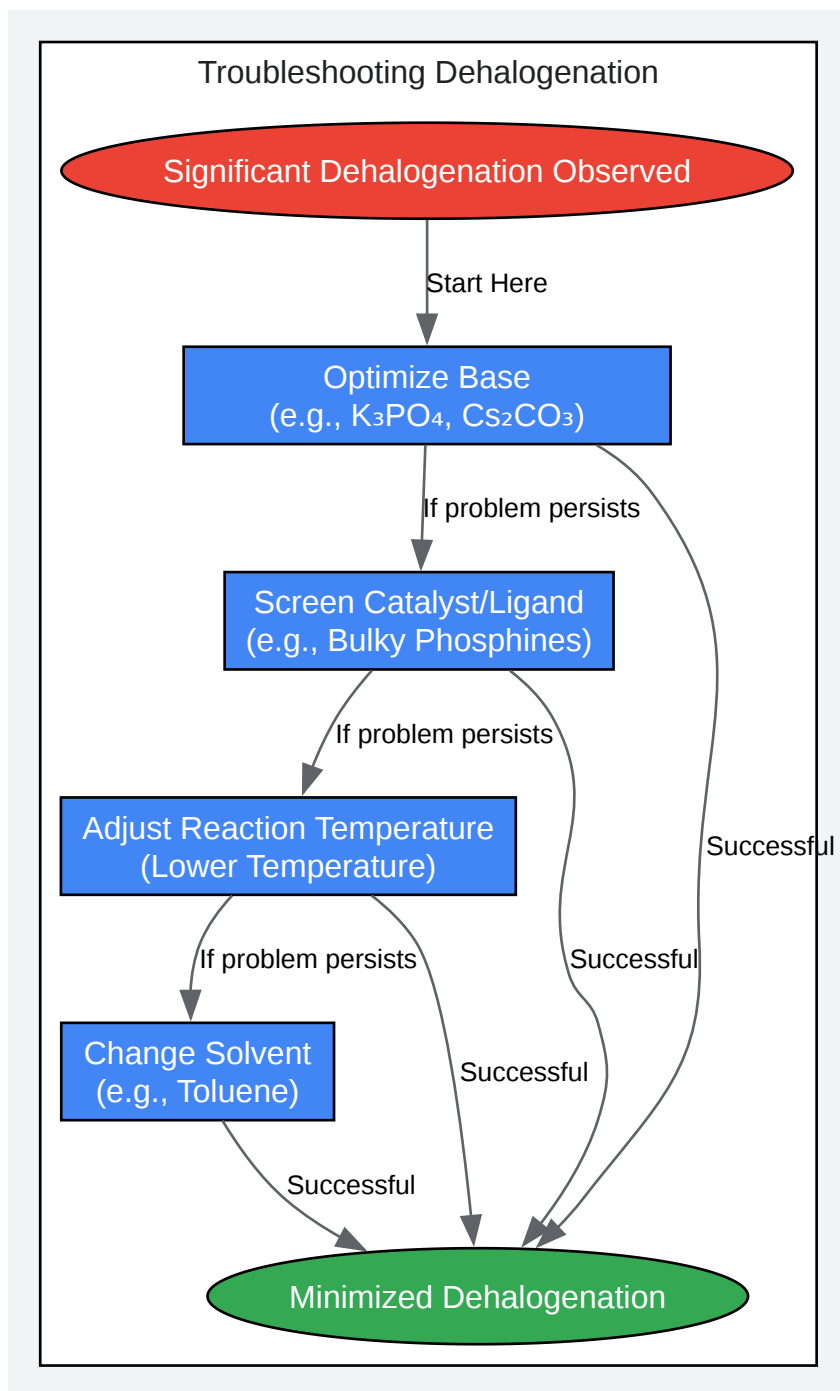 Troubleshooting Dehalogenation
Significant Dehalogenation Observed
Start Here
Optimize Base
(e.g., K₃PO₄, Cs₂CO₃)
If problem persists
Screen Catalyst/Ligand
(e.g., Bulky Phosphines)
If problem persists
Adjust Reaction Temperature
(Lower Temperature)
Successful
If problem persists
Successful
Change Solvent
(e.g., Toluene)
Successful
Successful
Minimized Dehalogenation